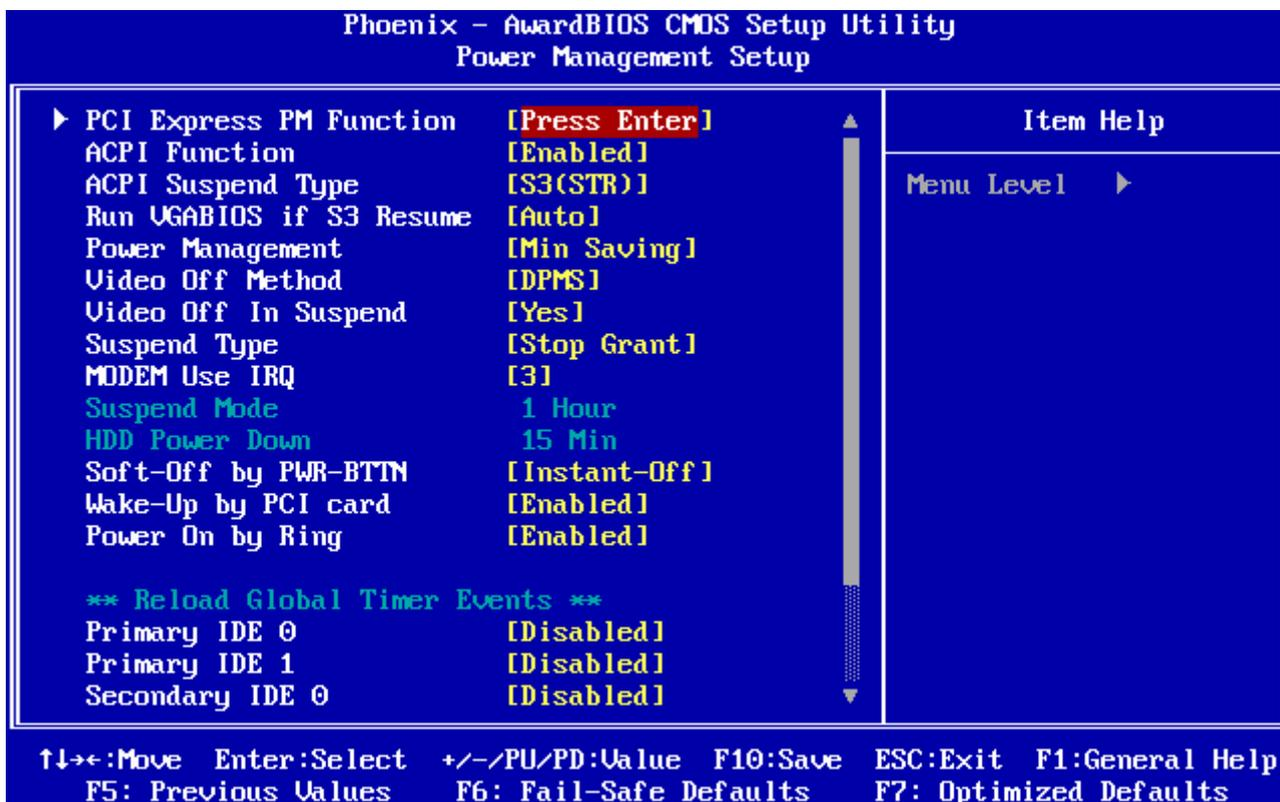 Phoenix - AwardBIOS CMOS Setup Utility
Power Management Setup
PCI Express PM Function [Press Enter]
ACPI Function [Enabled]
ACPI Suspend Type [S3(STR)]
Run VGABIOS if S3 Resume [Auto]
Power Management [Min Saving]
Video Off Method [DPMS]
Video Off In Suspend [Yes]
Suspend Type [Stop Grant]
MODEM Use IRQ [3]
Suspend Mode 1 Hour
HDD Power Down 15 Min
Soft-Off by PWR-BTTN [Instant-Off]
Wake-Up by PCI card [Enabled]
Power On by Ring [Enabled]
** Reload Global Timer Events **
Primary IDE 0 [Disabled]
Primary IDE 1 [Disabled]
Secondary IDE 0 [Disabled]
Item Help
Menu Level
↑↓→←:Move Enter:Select +/-/PU/PD:Value F10:Save ESC:Exit F1:General Help
F5: Previous Values F6: Fail-Safe Defaults F7: Optimized Defaults